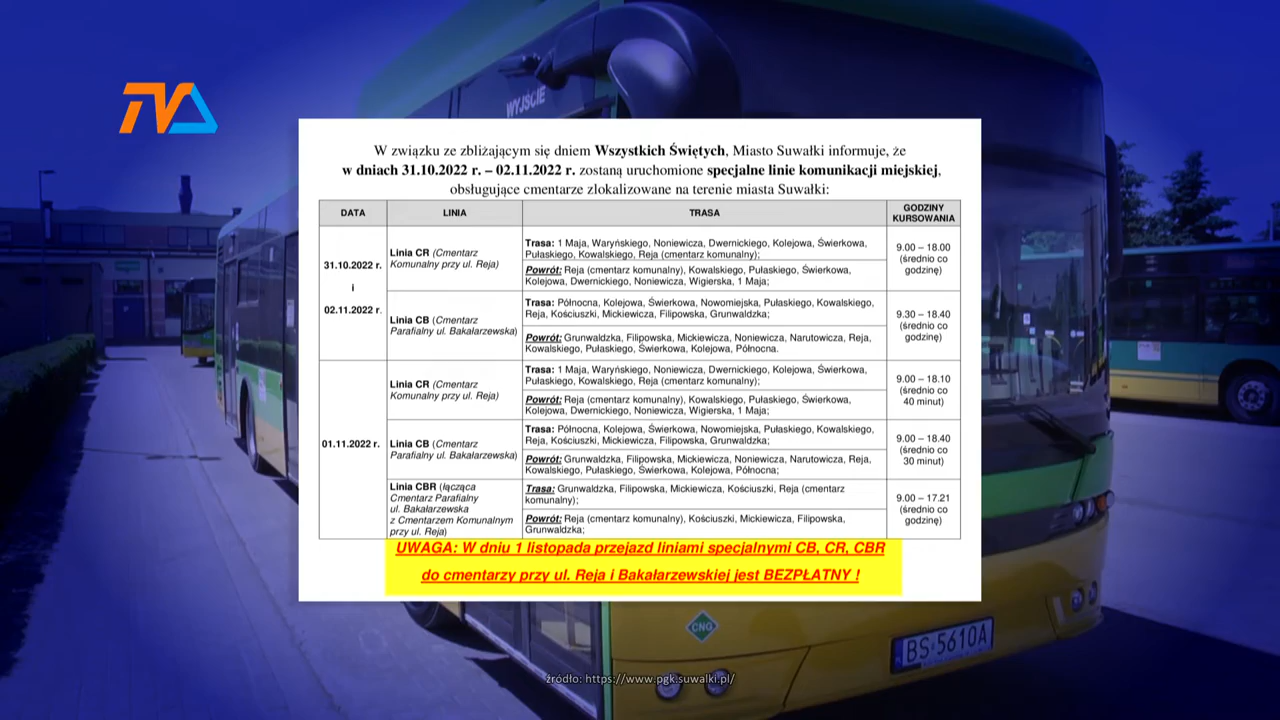 TVA
WYJŚCIE
W związku ze zbliżającym się dniem Wszystkich Świętych, Miasto Suwałki informuje, że
w dniach 31.10.2022 r. – 02.11.2022 r. zostaną uruchomione specjalne linie komunikacji miejskiej,
obsługujące cmentarze zlokalizowane na terenie miasta Suwałki:
DATA LINIA TRASA GODZINY
KURSOWANIA
31.10.2022 r.
i
02.11.2022 r.
Linia CR (Cmentarz
Komunalny przy ul. Reja)
Trasa: 1 Maja, Waryńskiego, Noniewicza, Dwernickiego, Kolejowa, Świerkowa,
Pułaskiego, Kowalskiego, Reja (cmentarz komunalny);
Powrót: Reja (cmentarz komunalny), Kowalskiego, Pułaskiego, Świerkowa,
Kolejowa, Dwernickiego, Noniewicza, Wigierska, 1 Maja;
9.00 – 18.00
(średnio co
godzinę)
Linia CB (Cmentarz
Parafialny ul. Bakałarzewska)
Trasa: Północna, Kolejowa, Świerkowa, Nowomiejska, Pułaskiego, Kowalskiego,
Reja, Kościuszki, Mickiewicza, Filipowska, Grunwaldzka;
Powrót: Grunwaldzka, Filipowska, Mickiewicza, Noniewicza, Narutowicza, Reja,
Kowalskiego, Pułaskiego, Świerkowa, Kolejowa, Północna.
9.30 – 18.40
(średnio co
godzinę)
01.11.2022 r.
Linia CR (Cmentarz
Komunalny przy ul. Reja)
Trasa: 1 Maja, Waryńskiego, Noniewicza, Dwernickiego, Kolejowa, Świerkowa,
Pułaskiego, Kowalskiego, Reja (cmentarz komunalny);
Powrót: Reja (cmentarz komunalny), Kowalskiego, Pułaskiego, Świerkowa,
Kolejowa, Dwernickiego, Noniewicza, Wigierska, 1 Maja;
9.00 – 18.10
(średnio co
40 minut)
Linia CB (Cmentarz
Parafialny ul. Bakałarzewska)
Trasa: Północna, Kolejowa, Świerkowa, Nowomiejska, Pułaskiego, Kowalskiego,
Reja, Kościuszki, Mickiewicza, Filipowska, Grunwaldzka;
Powrót: Grunwaldzka, Filipowska, Mickiewicza, Noniewicza, Narutowicza, Reja,
Kowalskiego, Pułaskiego, Świerkowa, Kolejowa, Północna;
9.00 – 18.40
(średnio co
30 minut)
Linia CBR (łącząca
Cmentarz Parafialny
ul. Bakałarzewska
z Cmentarzem Komunalnym
przy ul. Reja)
Trasa: Grunwaldzka, Filipowska, Mickiewicza, Kościuszki, Reja (cmentarz
komunalny);
Powrót: Reja (cmentarz komunalny), Kościuszki, Mickiewicza, Filipowska,
Grunwaldzka;
9.00 – 17.21
(średnio co
godzinę)
UWAGA: W dniu 1 listopada przejazd liniami specjalnymi CB, CR, CBR
do cmentarzy przy ul. Reja i Bakałarzewskiej jest BEZPŁATNY !
CNG
BS 5610A
źródło: https://www.pgk.suwalki.pl/